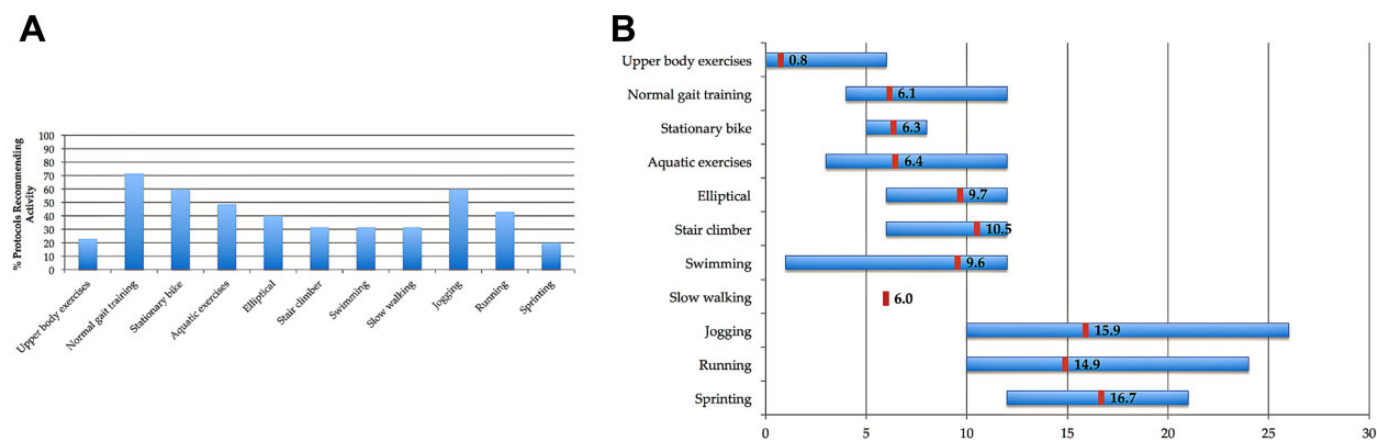 A
% Protocols Recommending
Activity
100
90
80
70
60
50
40
30
20
10
0
Upper body exercises
Normal gait training
Stationary bike
Aquatic exercises
Elliptical
Stair climber
Swimming
Slow walking
Jogging
Running
Sprinting
B
Upper body exercises 0.8
Normal gait training 6.1
Stationary bike 6.3
Aquatic exercises 6.4
Elliptical 9.7
Stair climber 10.5
Swimming 9.6
Slow walking 6.0
Jogging 15.9
Running 14.9
Sprinting 16.7
0 5 10 15 20 25 30